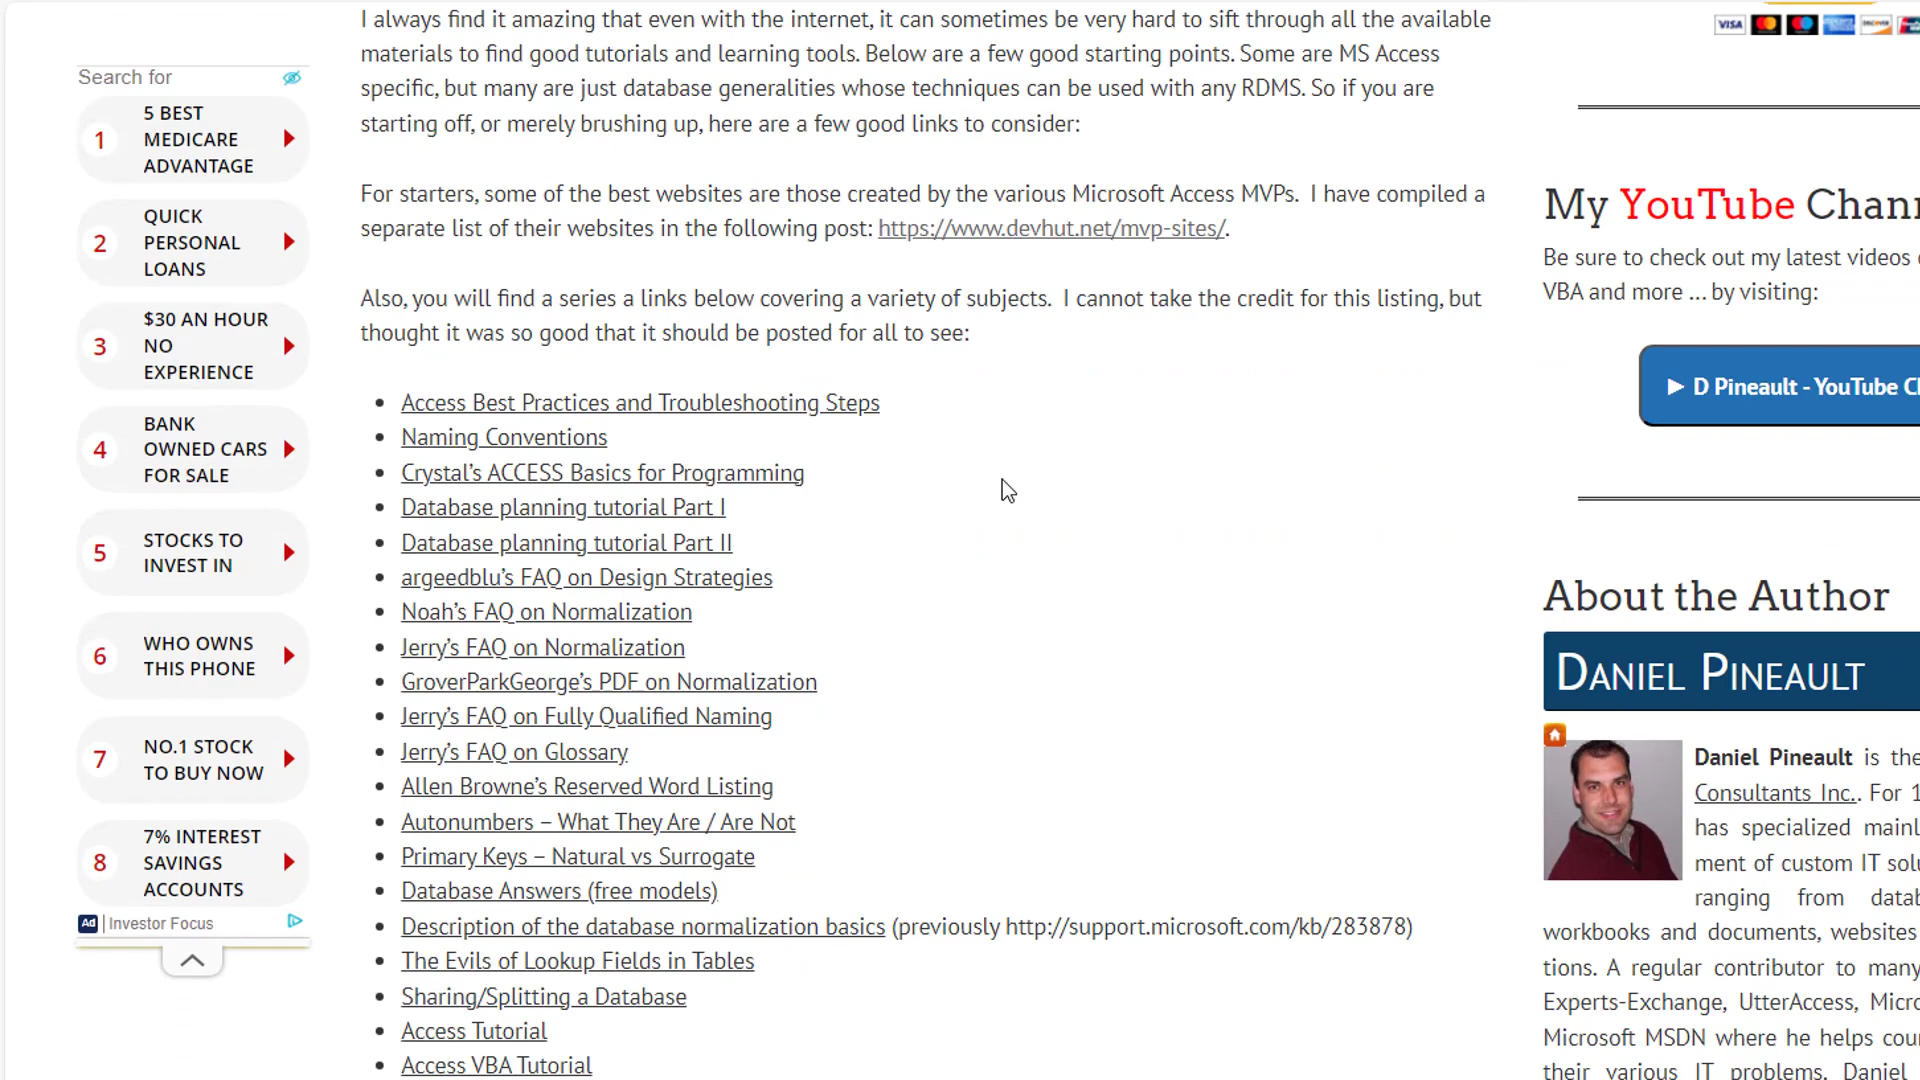 I always find it amazing that even with the internet, it can sometimes be very hard to sift through all the available
materials to find good tutorials and learning tools. Below are a few good starting points. Some are MS Access
specific, but many are just database generalities whose techniques can be used with any RDMS. So if you are
starting off, or merely brushing up, here are a few good links to consider:
For starters, some of the best websites are those created by the various Microsoft Access MVPs. I have compiled a
separate list of their websites in the following post: https://www.devhut.net/mvp-sites/.
Also, you will find a series a links below covering a variety of subjects. I cannot take the credit for this listing, but
thought it was so good that it should be posted for all to see:
• Access Best Practices and Troubleshooting Steps
• Naming Conventions
• Crystal's ACCESS Basics for Programming
• Database planning tutorial Part I
• Database planning tutorial Part II
• argeedblu's FAQ on Design Strategies
• Noah's FAQ on Normalization
• Jerry's FAQ on Normalization
• GroverParkGeorge's PDF on Normalization
• Jerry's FAQ on Fully Qualified Naming
• Jerry's FAQ on Glossary
• Allen Browne's Reserved Word Listing
• Autonumbers – What They Are / Are Not
• Primary Keys – Natural vs Surrogate
• Database Answers (free models)
• Description of the database normalization basics (previously http://support.microsoft.com/kb/283878)
• The Evils of Lookup Fields in Tables
• Sharing/Splitting a Database
• Access Tutorial
• Access VBA Tutorial
Search for
1
5 BEST
MEDICARE
ADVANTAGE
2
QUICK
PERSONAL
LOANS
3
$30 AN HOUR
NO
EXPERIENCE
4
BANK
OWNED CARS
FOR SALE
5
STOCKS TO
INVEST IN
6
WHO OWNS
THIS PHONE
7
NO.1 STOCK
TO BUY NOW
8
7% INTEREST
SAVINGS
ACCOUNTS
Ad | Investor Focus
VISA
DISCOVER
My YouTube Chann
Be sure to check out my latest videos
VBA and more ... by visiting:
D Pineault - YouTube Cl
About the Author
DANIEL PINEAULT
Daniel Pineault is the
Consultants Inc.. For 1
has specialized mainl
ment of custom IT solu
ranging from datab
workbooks and documents, websites
tions. A regular contributor to many
Experts-Exchange, UtterAccess, Micro
Microsoft MSDN where he helps coun
their various IT problems. Daniel